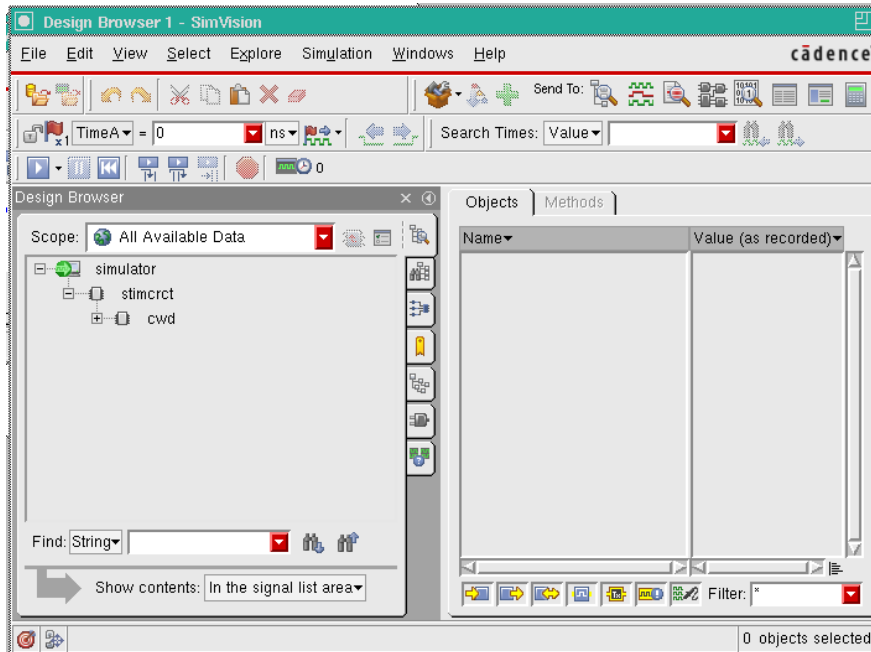 Design Browser 1 - SimVision
File Edit View Select Explore Simulation Windows Help
cādence
Send To:
TimeA = 0 ns Search Times: Value
0
Design Browser
Objects Methods
Scope: All Available Data
Name Value (as recorded)
simulator
stimcrct
cwd
Find: String
Show contents: In the signal list area
Filter: *
0 objects selected